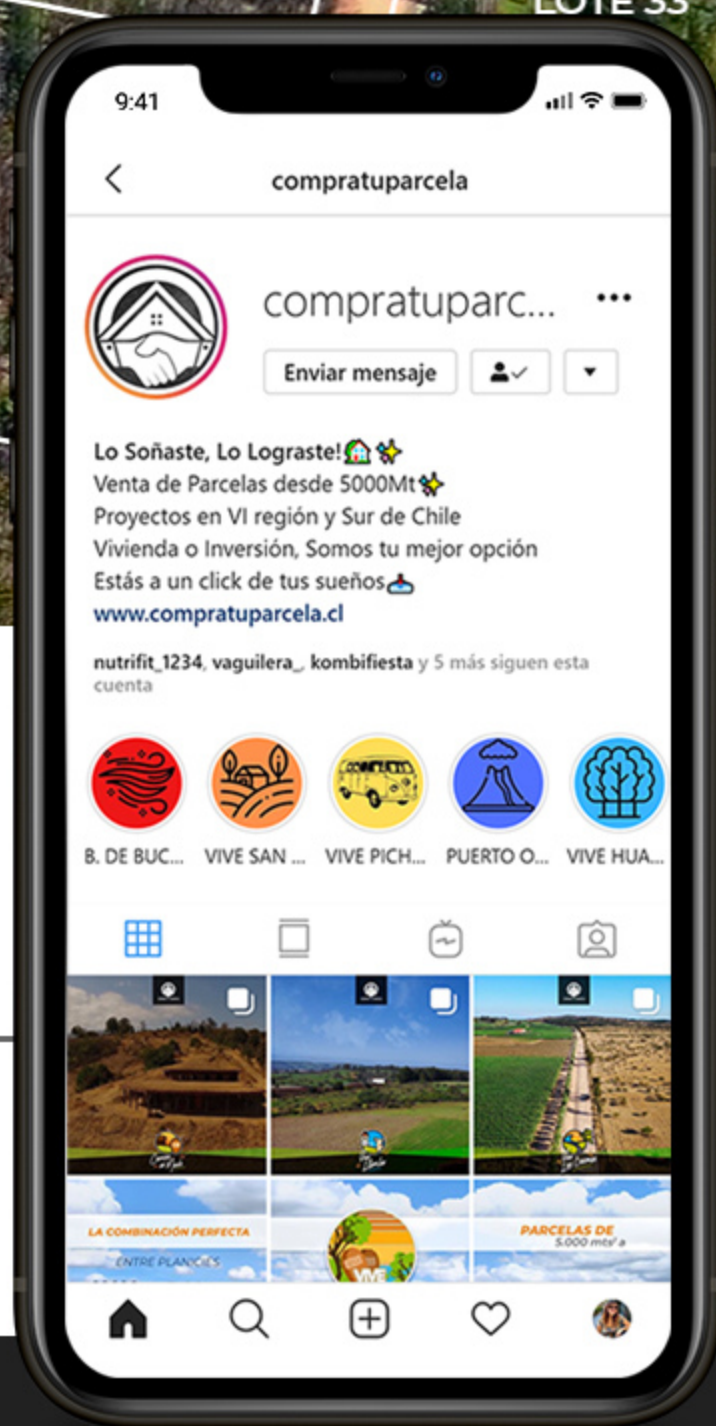 LOTE 33
9:41
compratuparcela
compratuparc...
Enviar mensaje
Lo Soñaste, Lo Lograste!
Venta de Parcelas desde 5000Mt
Proyectos en VI región y Sur de Chile
Vivienda o Inversión, Somos tu mejor opción
Estás a un click de tus sueños
www.compratuparcela.cl
nutrifit_1234, vaguilera_, kombifiesta y 5 más siguen esta
cuenta
B. DE BUC... VIVE SAN ... VIVE PICH... PUERTO O... VIVE HUA...
LA COMBINACIÓN PERFECTA
ENTRE PLANICIES
VIVE
PARCELAS DE
5.000 mts² a